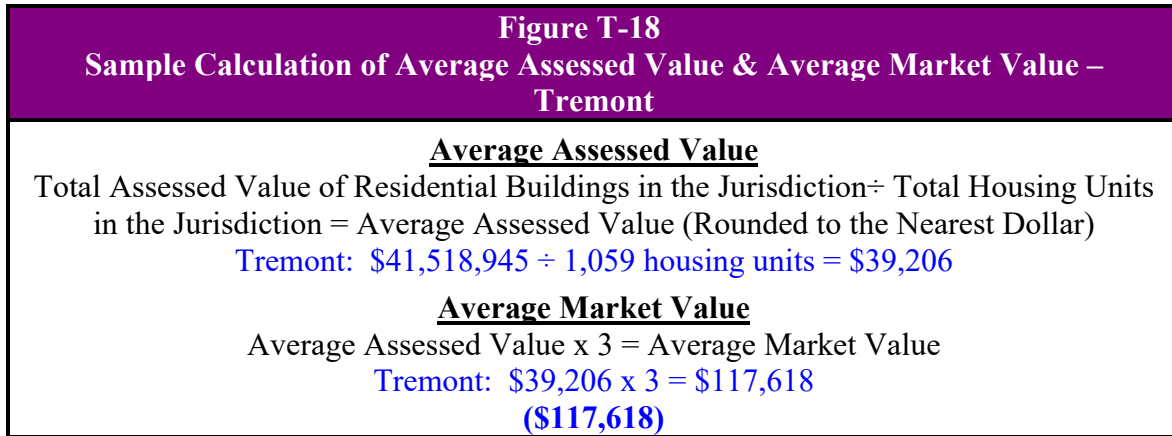 Figure T-18
Sample Calculation of Average Assessed Value & Average Market Value –
Tremont
Average Assessed Value
Total Assessed Value of Residential Buildings in the Jurisdiction÷ Total Housing Units
in the Jurisdiction = Average Assessed Value (Rounded to the Nearest Dollar)
Tremont:  $41,518,945 ÷ 1,059 housing units = $39,206
Average Market Value
Average Assessed Value x 3 = Average Market Value
Tremont:  $39,206 x 3 = $117,618
($117,618)